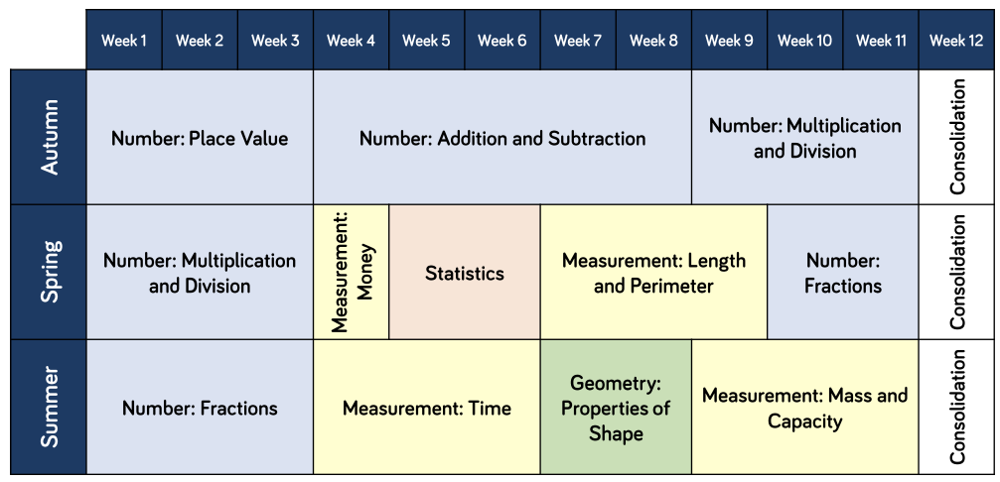 Week 1 Week 2 Week 3 Week 4 Week 5 Week 6 Week 7 Week 8 Week 9 Week 10 Week 11 Week 12
Autumn
Number: Place Value
Number: Addition and Subtraction
Number: Multiplication
and Division
Consolidation
Spring
Number: Multiplication
and Division
Measurement:
Money
Statistics
Measurement: Length
and Perimeter
Number:
Fractions
Consolidation
Summer
Number: Fractions
Measurement: Time
Geometry:
Properties of
Shape
Measurement: Mass and
Capacity
Consolidation